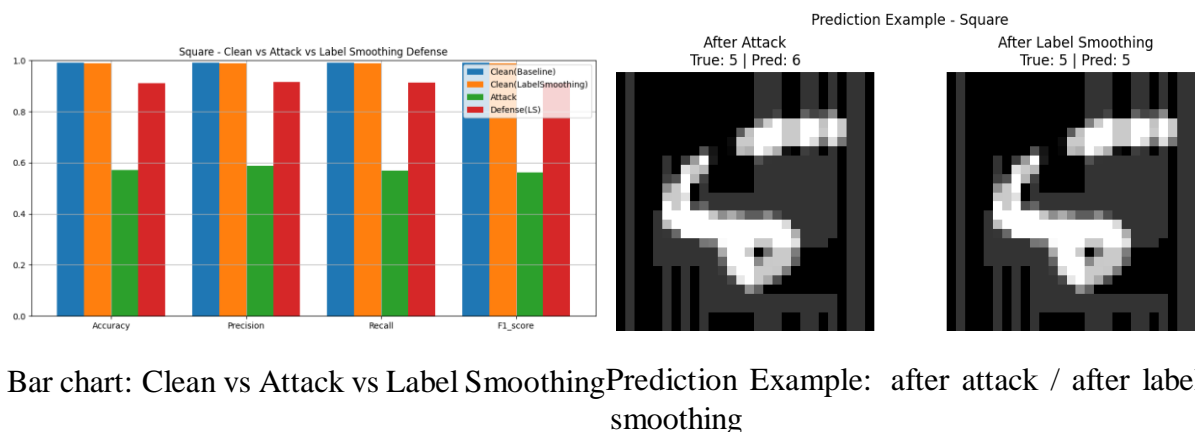 Square - Clean vs Attack vs Label Smoothing Defense
1.0
0.8
0.6
0.4
0.2
0.0
Clean(Baseline)
Clean(LabelSmoothing)
Attack
Defense(LS)
Accuracy
Precision
Recall
F1_score
Prediction Example - Square
After Attack
True: 5 | Pred: 6
After Label Smoothing
True: 5 | Pred: 5
Bar chart: Clean vs Attack vs Label Smoothing
Prediction Example: after attack / after label
smoothing